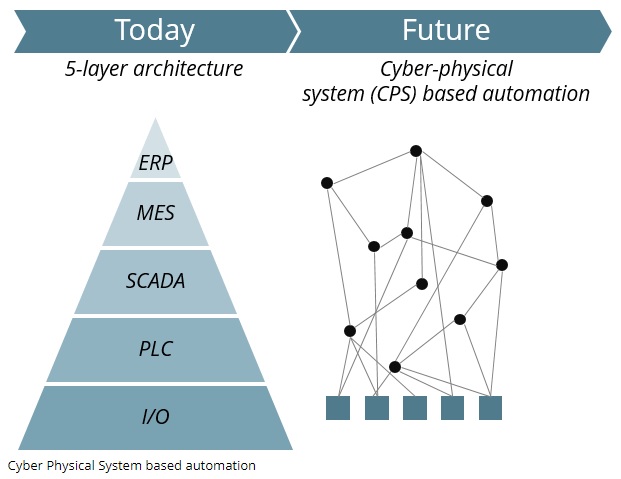 Today
Future
5-layer architecture
Cyber-physical
system (CPS) based automation
ERP
MES
SCADA
PLC
I/O
Cyber Physical System based automation